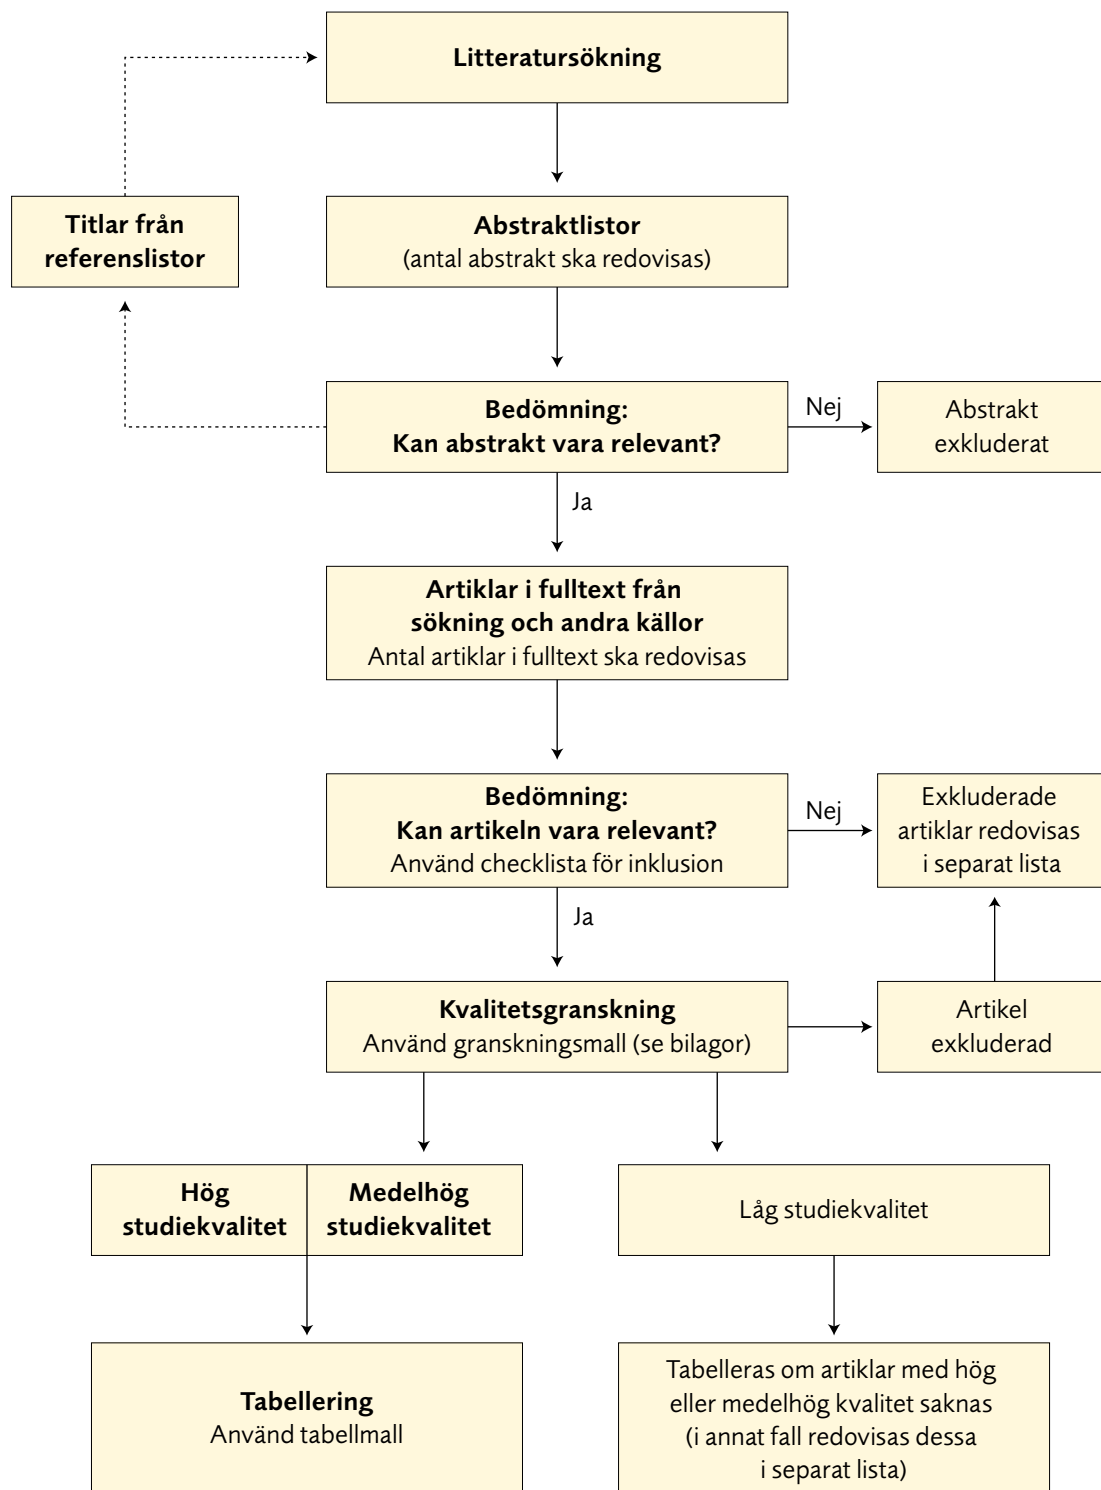 Litteratursökning
Titlar från
referenslistor
Abstraktlistor
(antal abstrakt ska redovisas)
Bedömning:
Kan abstrakt vara relevant?
Nej
Abstrakt
exkluderat
Ja
Artiklar i fulltext från
sökning och andra källor
Antal artiklar i fulltext ska redovisas
Bedömning:
Kan artikeln vara relevant?
Använd checklista för inklusion
Nej
Exkluderade
artiklar redovisas
i separat lista
Ja
Kvalitetsgranskning
Använd granskningsmall (se bilagor)
Artikel
exkluderad
Hög
studiekvalitet
Medelhög
studiekvalitet
Låg studiekvalitet
Tabellering
Använd tabellmall
Tabelleras om artiklar med hög
eller medelhög kvalitet saknas
(i annat fall redovisas dessa
i separat lista)